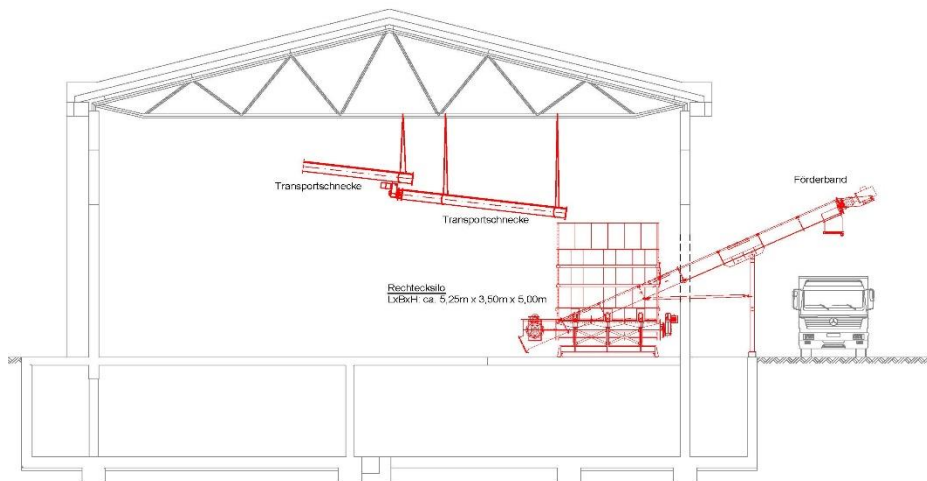 Transportschnecke
Transportschnecke
Förderband
Rechtecksilo
LxBxH: ca. 5,25m x 3,50m x 5,00m